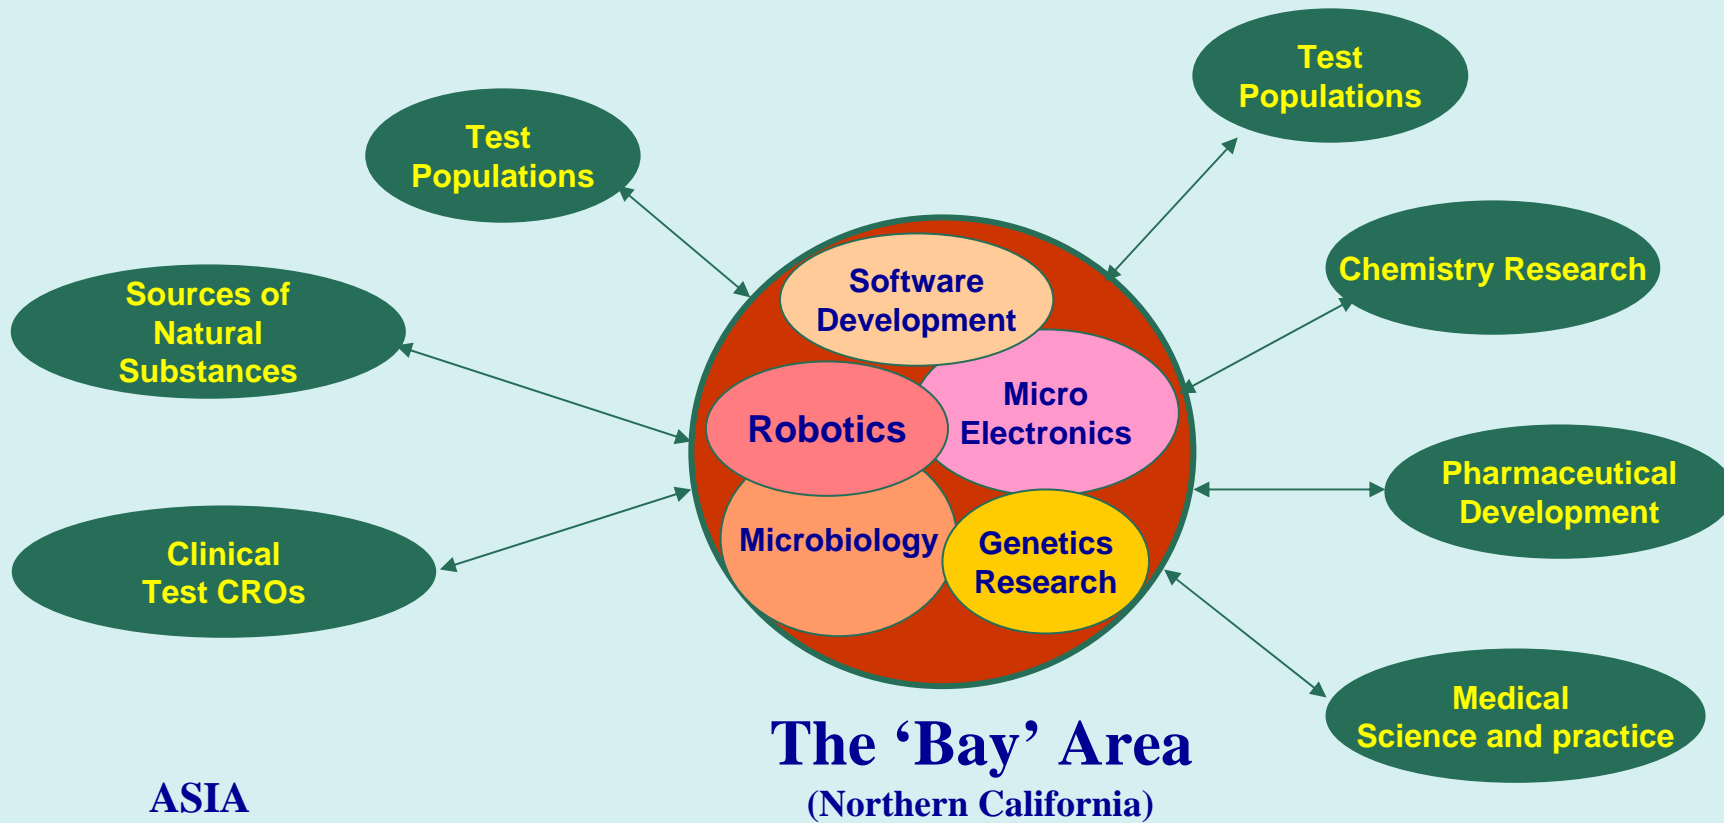 Test
Populations
Test
Populations
Sources of
Natural
Substances
Software
Development
Chemistry Research
Robotics
Micro
Electronics
Pharmaceutical
Development
Clinical
Test CROs
Microbiology
Genetics
Research
Medical
Science and practice
The ‘Bay’ Area
(Northern California)
ASIA